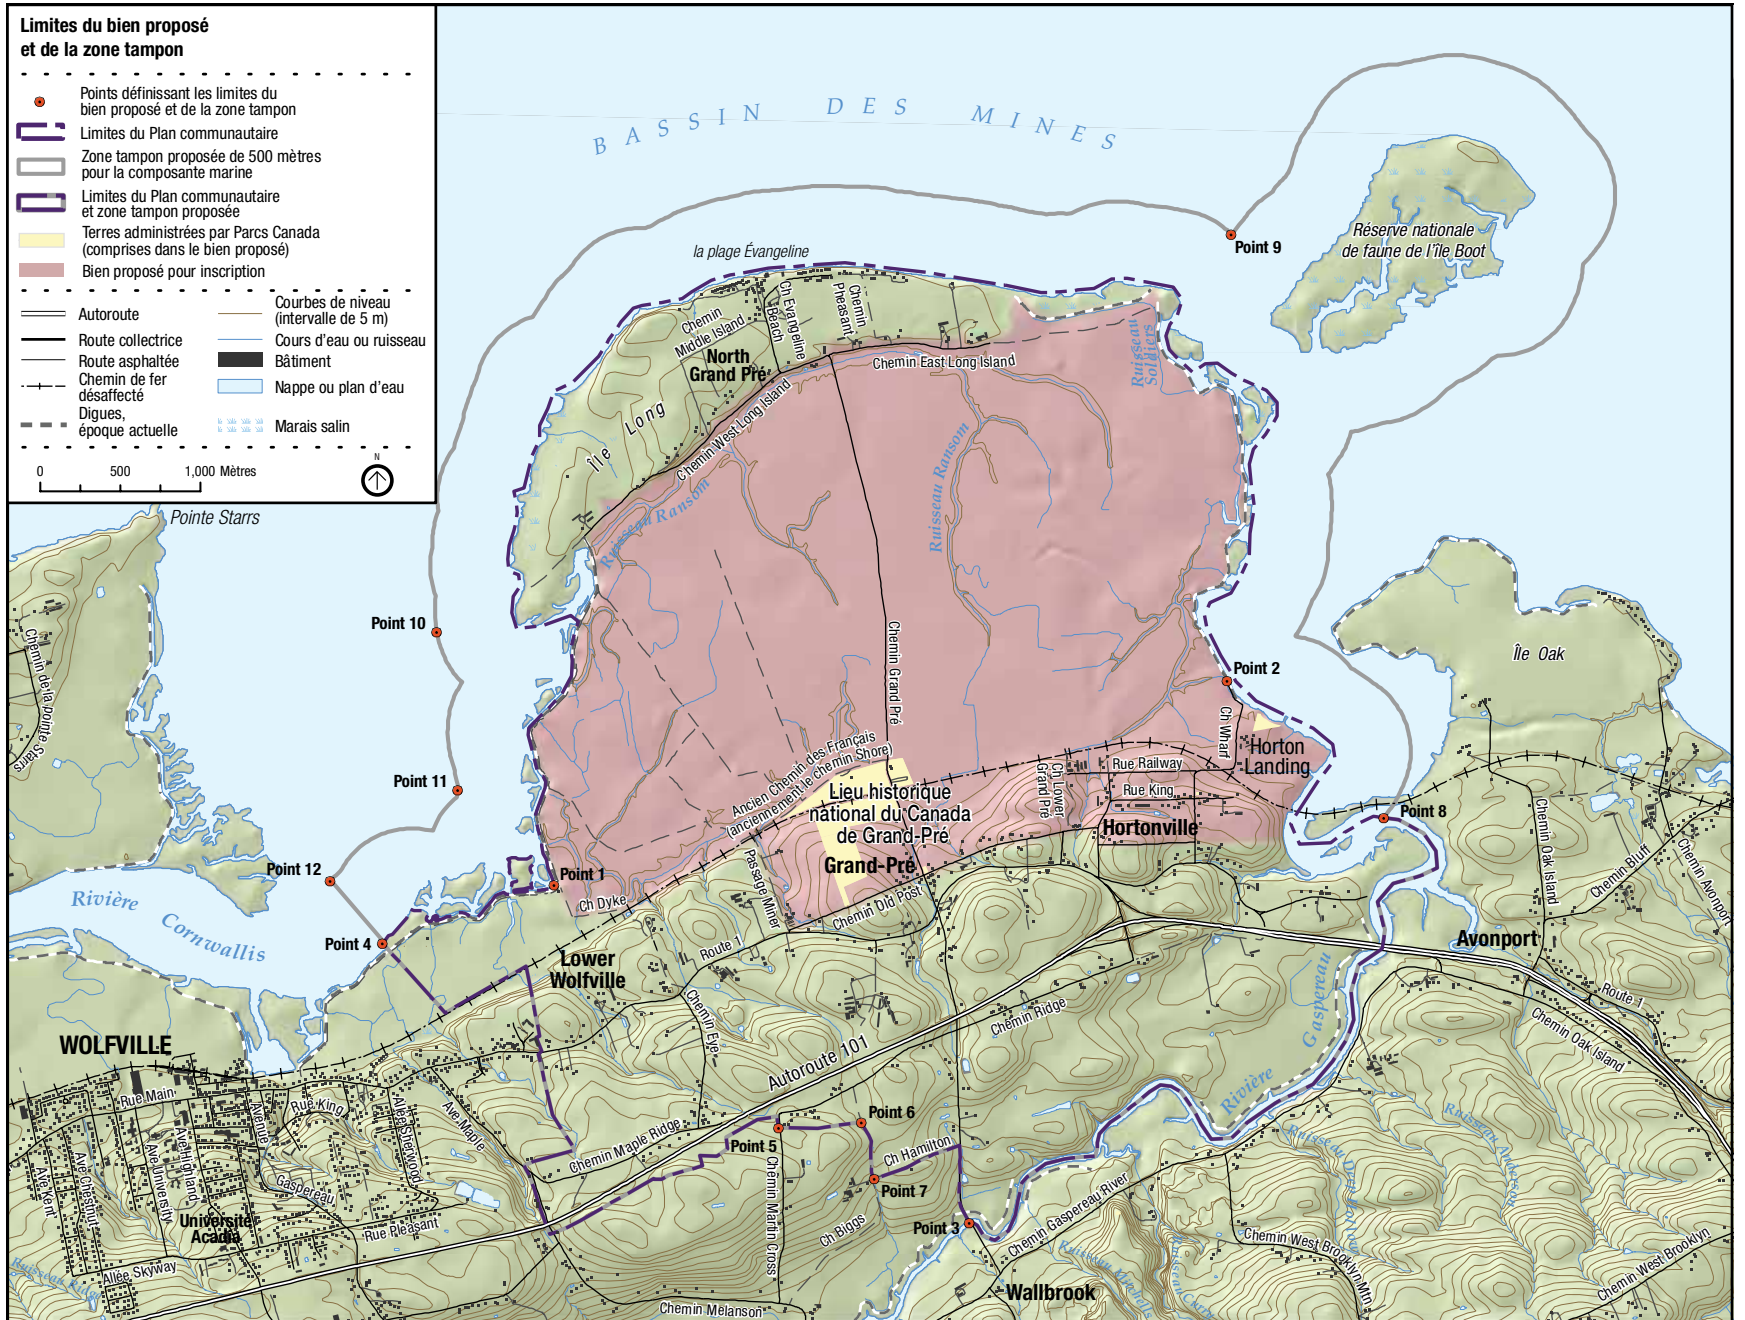 Limites du bien proposé
et de la zone tampon
Points définissant les limites du
bien proposé et de la zone tampon
Limites du Plan communautaire
Zone tampon proposée de 500 mètres
pour la composante marine
Limites du Plan communautaire
et zone tampon proposée
Terres administrées par Parcs Canada
(comprises dans le bien proposé)
Bien proposé pour inscription
Autoroute
Route collectrice
Route asphaltée
Chemin de fer
désaffecté
Digues,
époque actuelle
Courbes de niveau
(intervalle de 5 m)
Cours d'eau ou ruisseau
Bâtiment
Nappe ou plan d'eau
Marais salin
0 500 1,000 Mètres
N
BASSIN DES MINES
la plage Évangeline
Point 9
Réserve nationale
de faune de l'île Boot
Chemin
Middle Island
Ch Evangeline
Beach
Chemin
Pheasant
North
Grand Pré
Chemin East Long Island
Ruisseau
Soldiers
Île Long
Chemin West Long Island
Ruisseau Ransom
Ruisseau Ransom
Pointe Starrs
Chemin de la pointe Starrs
Point 10
Chemin Grand Pré
Point 2
Île Oak
Ch Wharf
Horton
Landing
Ancien Chemin des Français
(anciennement le chemin Shore)
Rue Railway
Ch Lower
Grand Pré
Rue King
Point 11
Lieu historique
national du Canada
de Grand-Pré
Grand-Pré
Hortonville
Point 8
Chemin Oak Island
Chemin Bluff
Chemin Avonport
Point 12
Point 1
Ch Dyke
Passage Miner
Chemin Old Post
Rivière
Cornwallis
Point 4
Route 1
Lower
Wolfville
Avonport
Route 1
Chemin Oak Island
Chemin Eye
Chemin Ridge
Rivière Gaspereau
WOLFVILLE
Autoroute 101
Rue Main
Rue King
Avenue
Gaspereau
Allée Sherwood
Ave Maple
Ave Highland
Ave University
Ave Chestnut
Ave Kent
Université
Acadia
Rue Pleasant
Allée Skyway
Ruisseau Ridge
Chemin Maple Ridge
Point 5
Point 6
Ch Hamilton
Point 7
Chemin Martin Cross
Ch Biggs
Point 3
Chemin Melanson
Chemin Gaspereau River
Wallbrook
Ruisseau Mitchells
Ruisseau Curry
Ruisseau Anderson
Chemin West Brooklyn Mtn
Chemin West Brooklyn